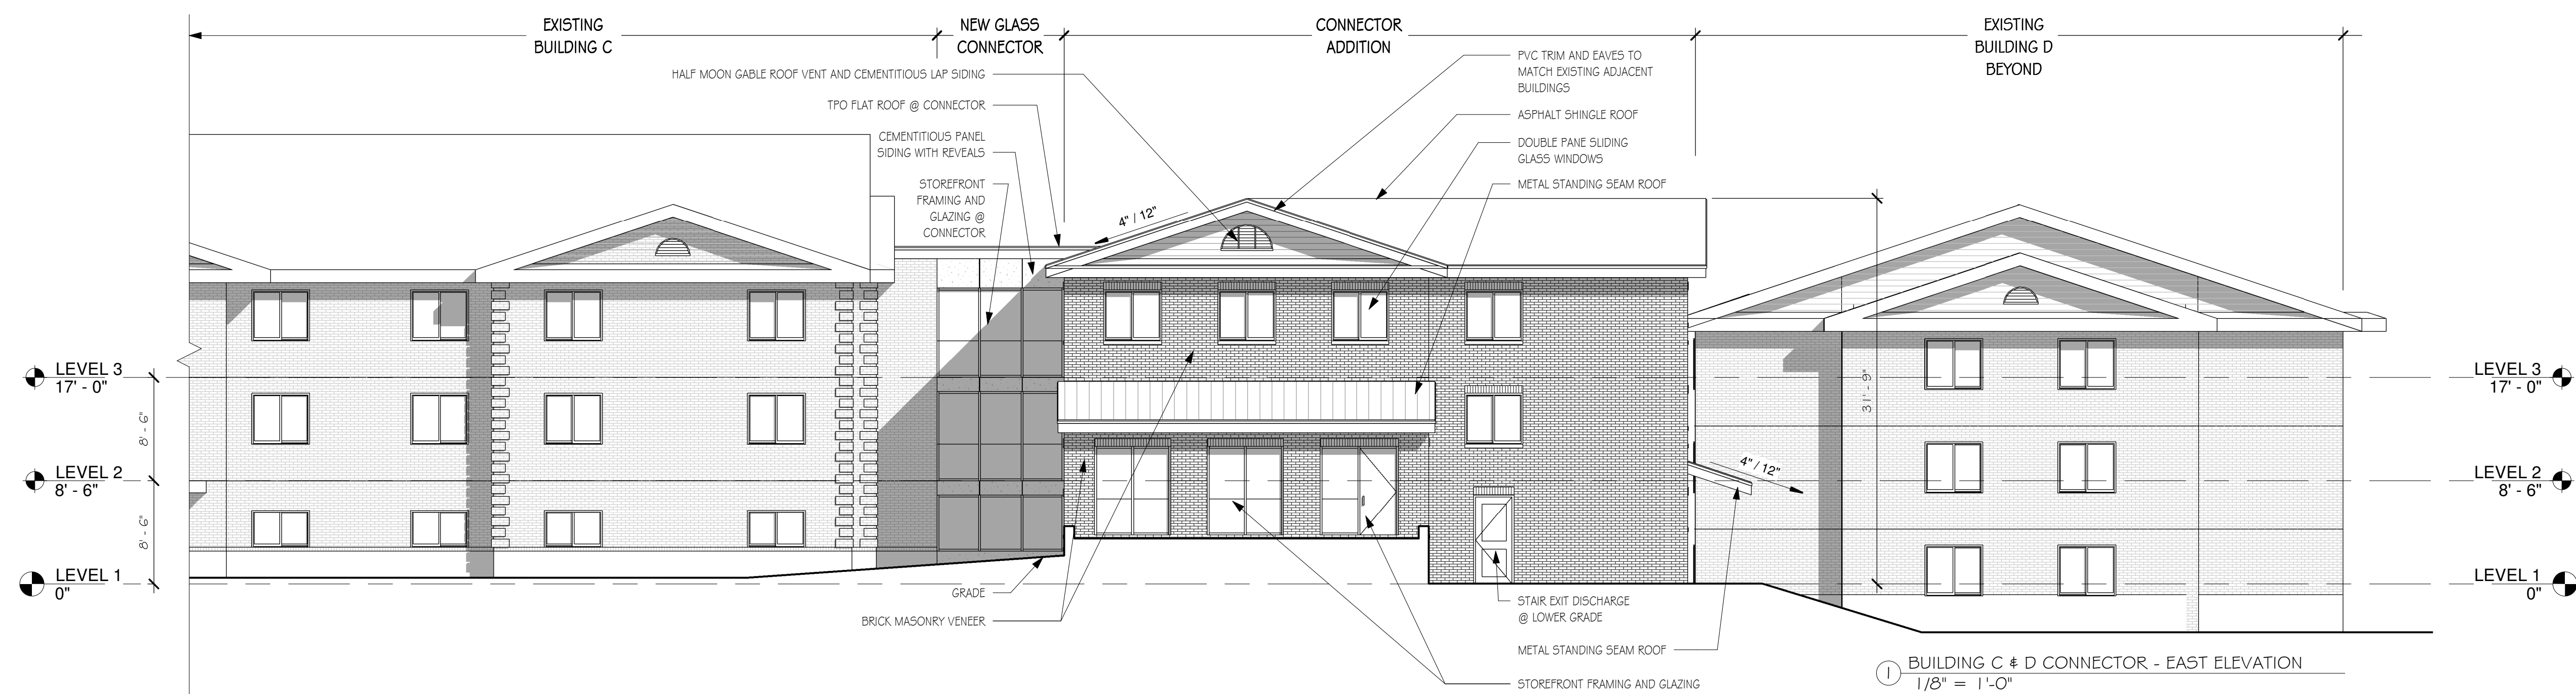 EXISTING
BUILDING C
NEW GLASS
CONNECTOR
CONNECTOR
ADDITION
EXISTING
BUILDING D
BEYOND
HALF MOON GABLE ROOF VENT AND CEMENTITIOUS LAP SIDING
TPO FLAT ROOF @ CONNECTOR
CEMENTITIOUS PANEL
SIDING WITH REVEALS
STOREFRONT
FRAMING AND
GLAZING @
CONNECTOR
PVC TRIM AND EAVES TO
MATCH EXISTING ADJACENT
BUILDINGS
ASPHALT SHINGLE ROOF
DOUBLE PANE SLIDING
GLASS WINDOWS
METAL STANDING SEAM ROOF
4" / 12"
LEVEL 3
17' - 0"
8' - 6"
LEVEL 2
8' - 6"
8' - 6"
LEVEL 1
0"
31' - 9"
4" / 12"
LEVEL 3
17' - 0"
LEVEL 2
8' - 6"
LEVEL 1
0"
GRADE
BRICK MASONRY VENEER
STAIR EXIT DISCHARGE
@ LOWER GRADE
METAL STANDING SEAM ROOF
STOREFRONT FRAMING AND GLAZING
1 BUILDING C & D CONNECTOR - EAST ELEVATION
1/8" = 1'-0"